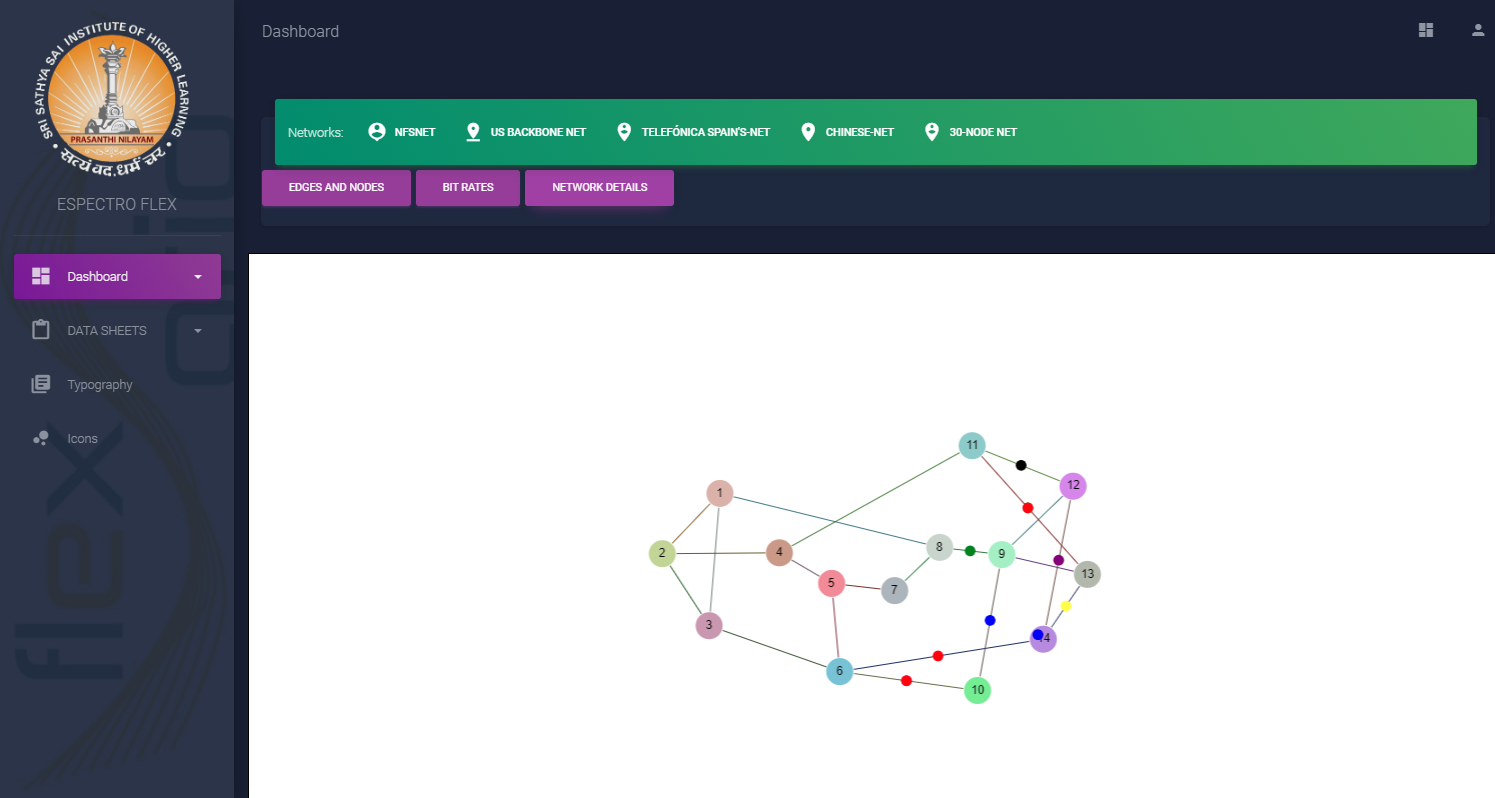 SRI SATHYA SAI INSTITUTE OF HIGHER LEARNING
PRASANTHI NILAYAM
सत्यं वद.धर्मं चर
ESPECTRO FLEX
Dashboard
DATA SHEETS
Typography
Icons
flex
Dashboard
Networks: NFSNET US BACKBONE NET TELEFÓNICA SPAIN'S-NET CHINESE-NET 30-NODE NET
EDGES AND NODES BIT RATES NETWORK DETAILS
11
12
1
8
9
2
4
13
5
7
3
14
6
10